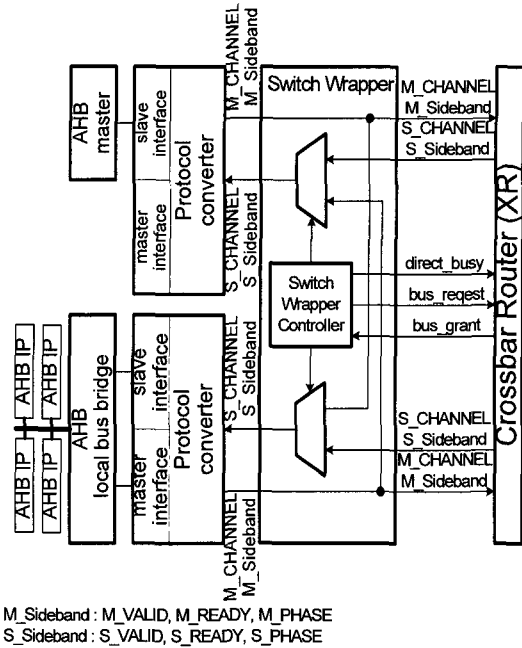 AHB
master
slave
interface
master
interface
Protocol
converter
M_CHANNEL
M_Sideband
S_CHANNEL
S_Sideband
Switch Wrapper
M_CHANNEL
M_Sideband
S_CHANNEL
S_Sideband
Switch
Wrapper
Controller
direct_busy
bus_reqest
bus_grant
Crossbar Router (XR)
AHB IP
AHB IP
AHB IP
AHB IP
AHB
local bus bridge
slave
interface
master
interface
Protocol
converter
S_CHANNEL
S_Sideband
M_CHANNEL
M_Sideband
S_CHANNEL
S_Sideband
M_CHANNEL
M_Sideband
M_Sideband : M_VALID, M_READY, M_PHASE
S_Sideband : S_VALID, S_READY, S_PHASE